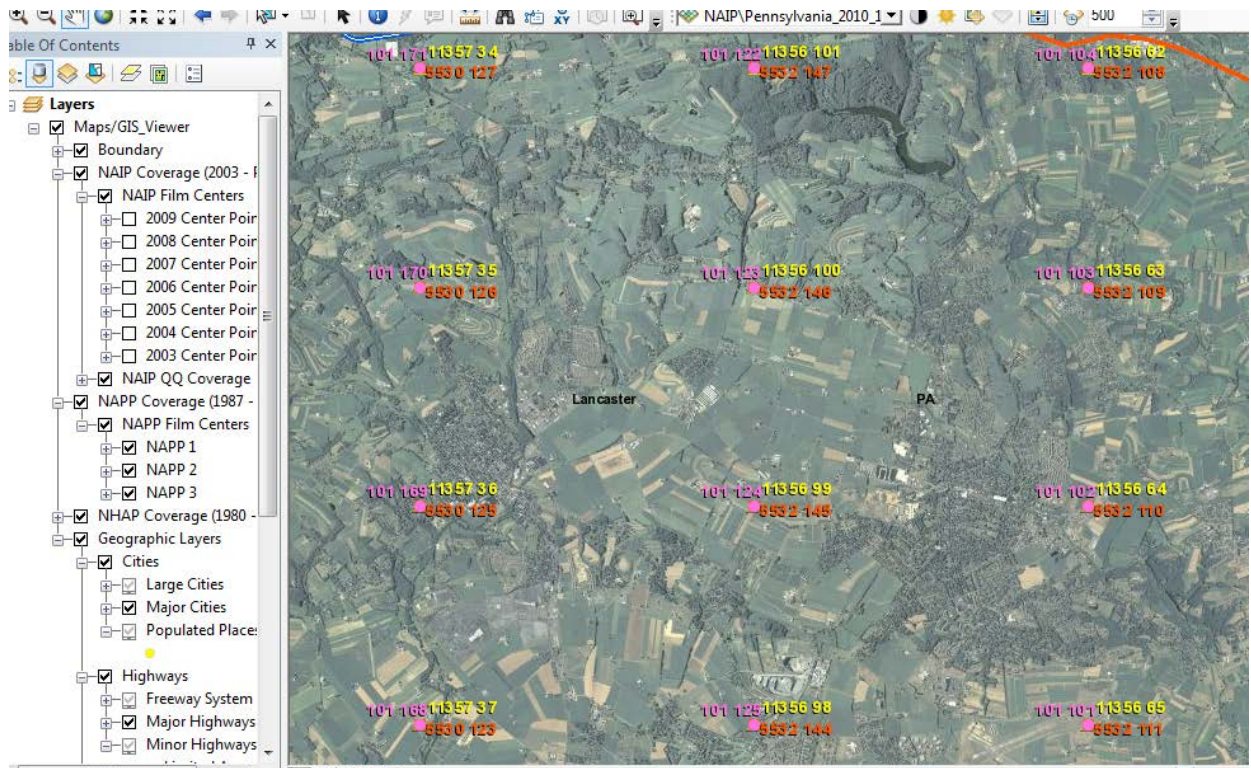 NAIP\Pennsylvania_2010_1
500
able Of Contents
Layers
Maps/GIS_Viewer
Boundary
NAIP Coverage (2003 -
NAIP Film Centers
2009 Center Poin
2008 Center Poin
2007 Center Poin
2006 Center Poin
2005 Center Poin
2004 Center Poin
2003 Center Poin
NAIP QQ Coverage
NAPP Coverage (1987 -
NAPP Film Centers
NAPP 1
NAPP 2
NAPP 3
NHAP Coverage (1980 -
Geographic Layers
Cities
Large Cities
Major Cities
Populated Places
Highways
Freeway System
Major Highways
Minor Highways
101 171 11357 34
5530 127
101 122 11356 101
5532 147
101 104 11356 62
5532 108
101 170 11357 35
5530 126
101 123 11356 100
5532 146
101 103 11356 63
5532 109
Lancaster
PA
101 169 11357 36
5530 125
101 124 11356 99
5532 145
101 102 11356 64
5532 110
101 168 11357 37
5530 123
101 125 11356 98
5532 144
101 101 11356 65
5532 111